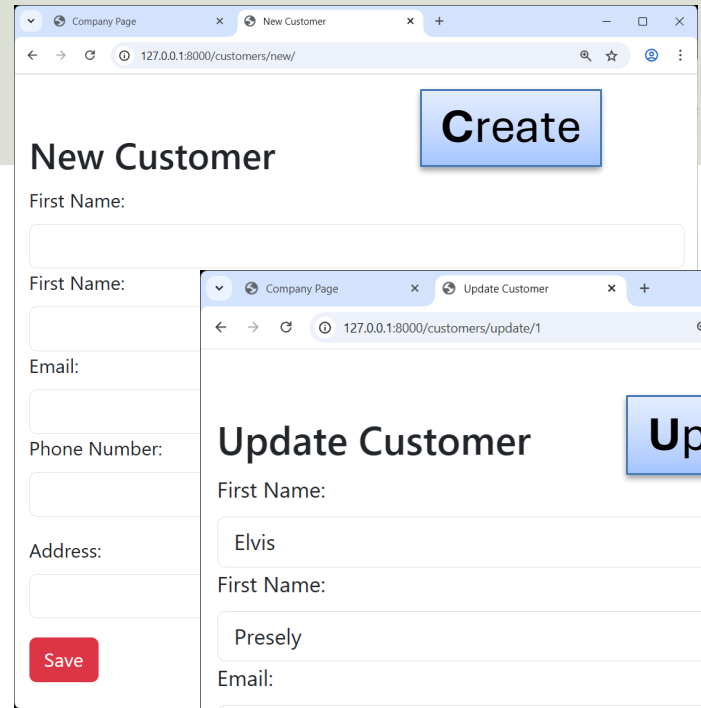 Company Page
New Customer
127.0.0.1:8000/customers/new/
Create
New Customer
First Name:
First Name:
Email:
Phone Number:
Address:
Save
Company Page
Update Customer
127.0.0.1:8000/customers/update/1
Up
Update Customer
First Name:
Elvis
First Name:
Presely
Email: